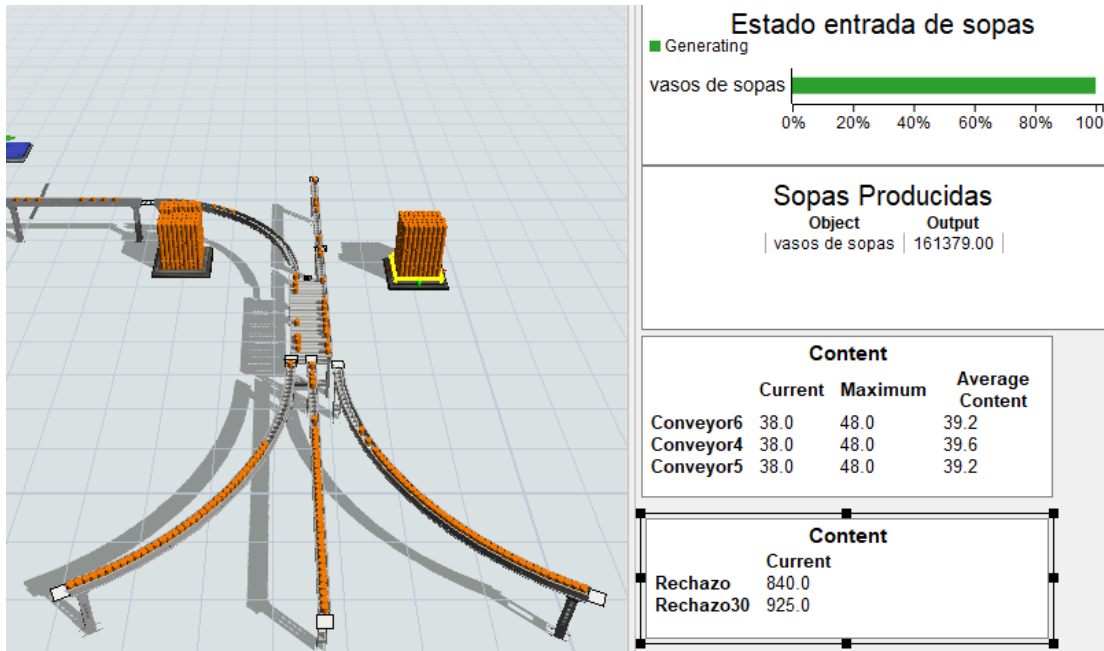 Estado entrada de sopas
Generating
vasos de sopas
0% 20% 40% 60% 80% 100
Sopas Producidas
Object Output
vasos de sopas 161379.00
Content
Current Maximum Average Content
Conveyor6 38.0 48.0 39.2
Conveyor4 38.0 48.0 39.6
Conveyor5 38.0 48.0 39.2
Content
Current
Rechazo 840.0
Rechazo30 925.0